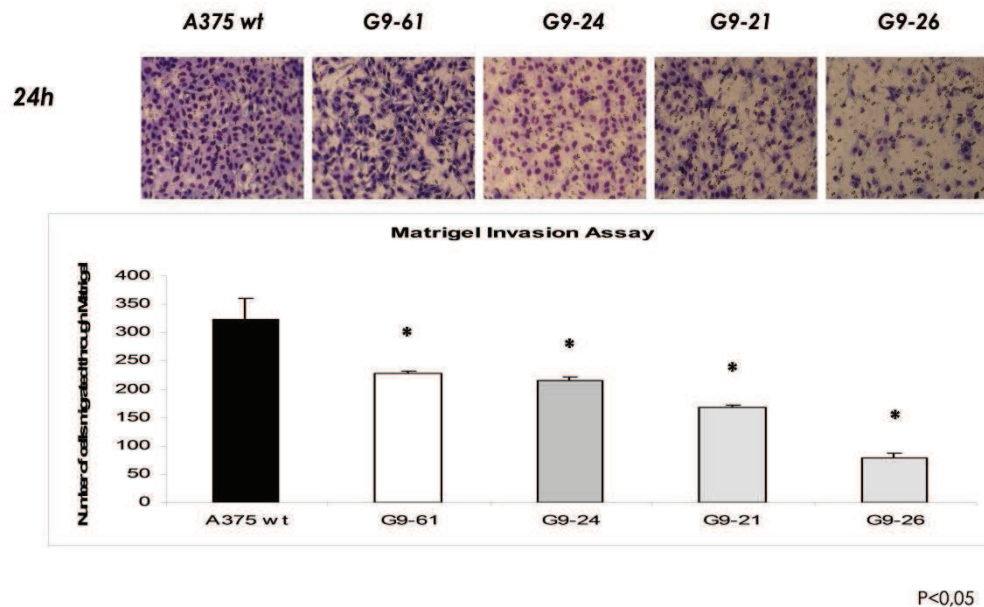 A375 wt G9-61 G9-24 G9-21 G9-26
24h
Matrigel Invasion Assay
Number of cells migrated through Matrigel
400
350
300
250
200
150
100
50
0
* * * *
A375 wt G9-61 G9-24 G9-21 G9-26
P<0,05